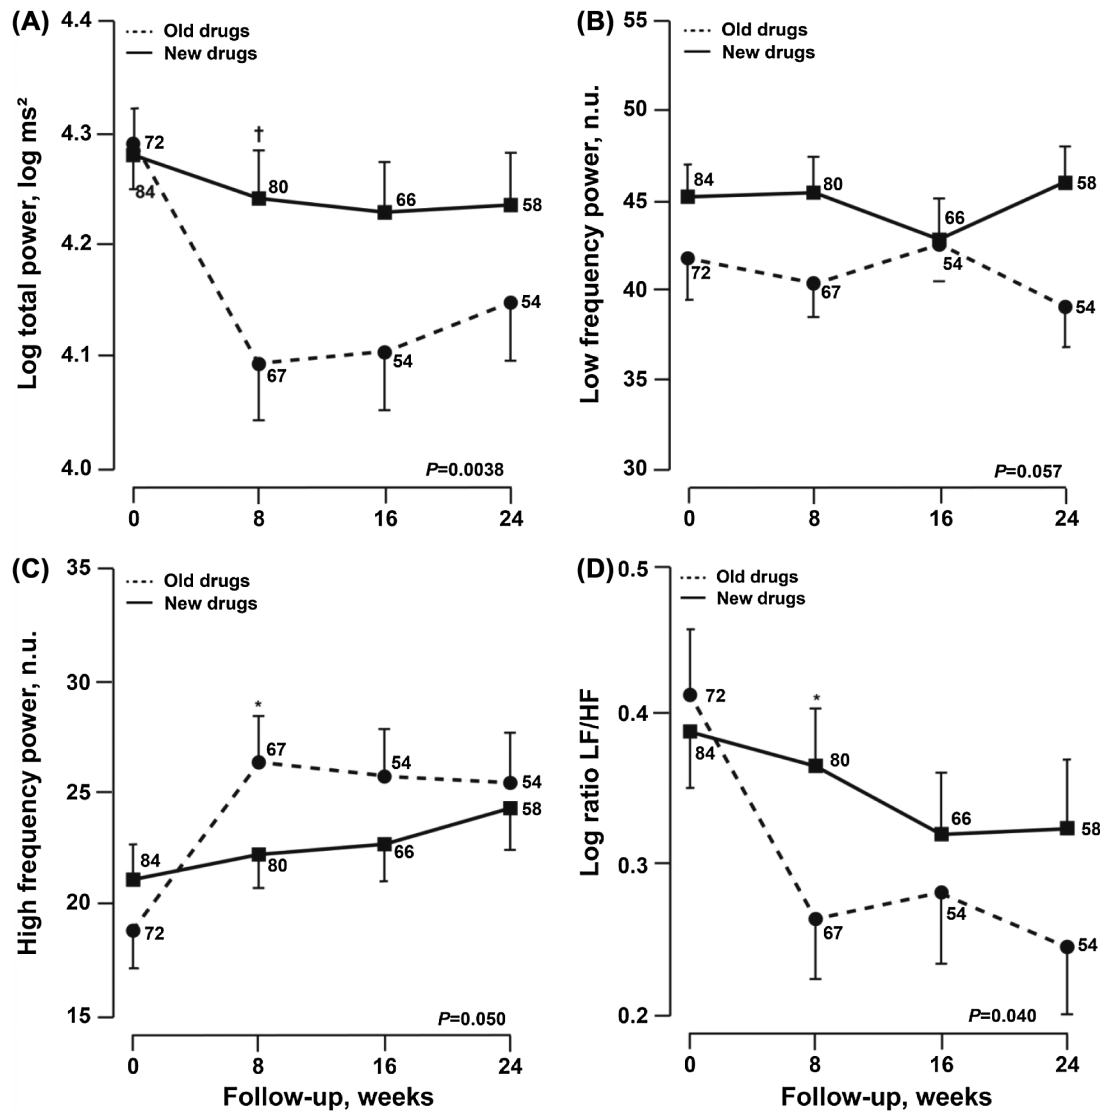 (A)
Old drugs
New drugs
Log total power, log ms²
4.4
4.3
4.2
4.1
4.0
72
84
†
80
66
58
67
54
54
P=0.0038
0 8 16 24
(B)
Old drugs
New drugs
Low frequency power, n.u.
55
50
45
40
35
30
84
80
66
58
72
67
54
54
P=0.057
0 8 16 24
(C)
Old drugs
New drugs
High frequency power, n.u.
35
30
25
20
15
*
67
54
54
84
80
66
58
72
P=0.050
0 8 16 24
Follow-up, weeks
(D)
Old drugs
New drugs
Log ratio LF/HF
0.5
0.4
0.3
0.2
72
84
*
80
66
58
67
54
54
P=0.040
0 8 16 24
Follow-up, weeks